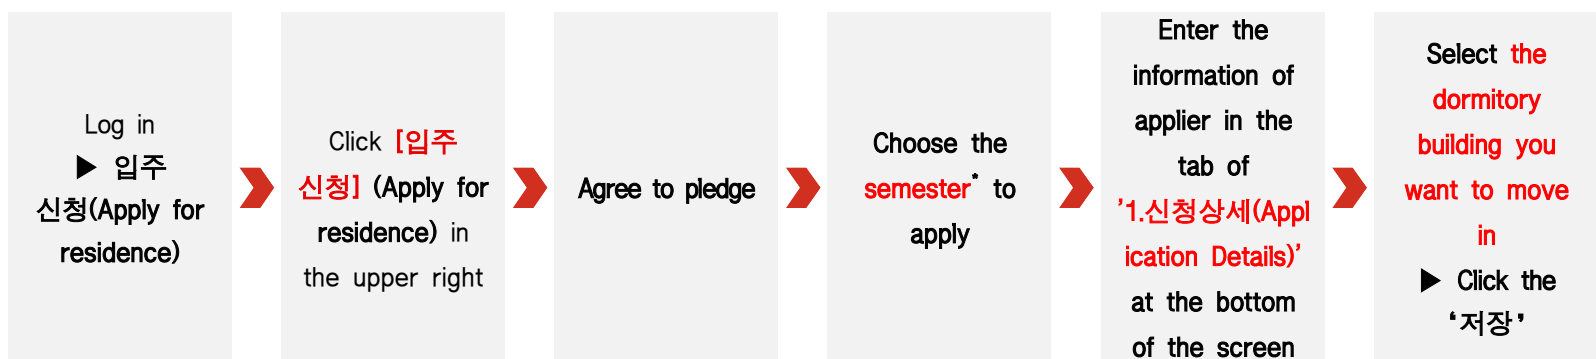 Log in
▶ 입주
신청(Apply for
residence)
Click [입주
신청] (Apply for
residence) in
the upper right
Agree to pledge
Choose the
semester* to
apply
Enter the
information of
applier in the
tab of
'1.신청상세(Appl
ication Details)'
at the bottom
of the screen
Select the
dormitory
building you
want to move
in
▶ Click the
‘저장’